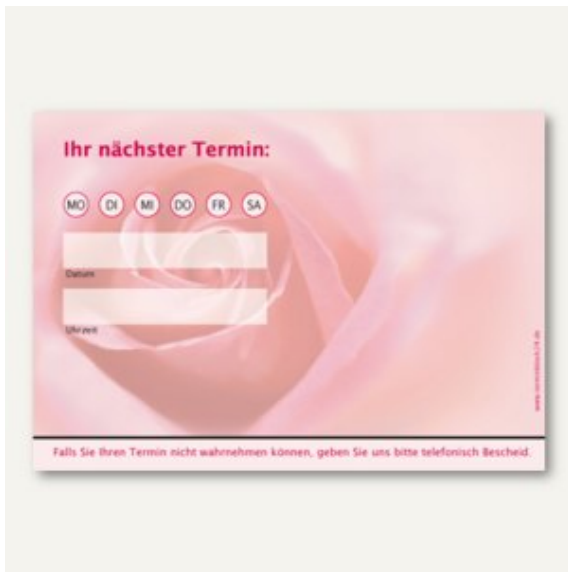 Ihr nächster Termin:
MO DI MI DO FR SA
Datum
Uhrzeit
Falls Sie Ihren Termin nicht wahrnehmen können, geben Sie uns bitte telefonisch Bescheid.